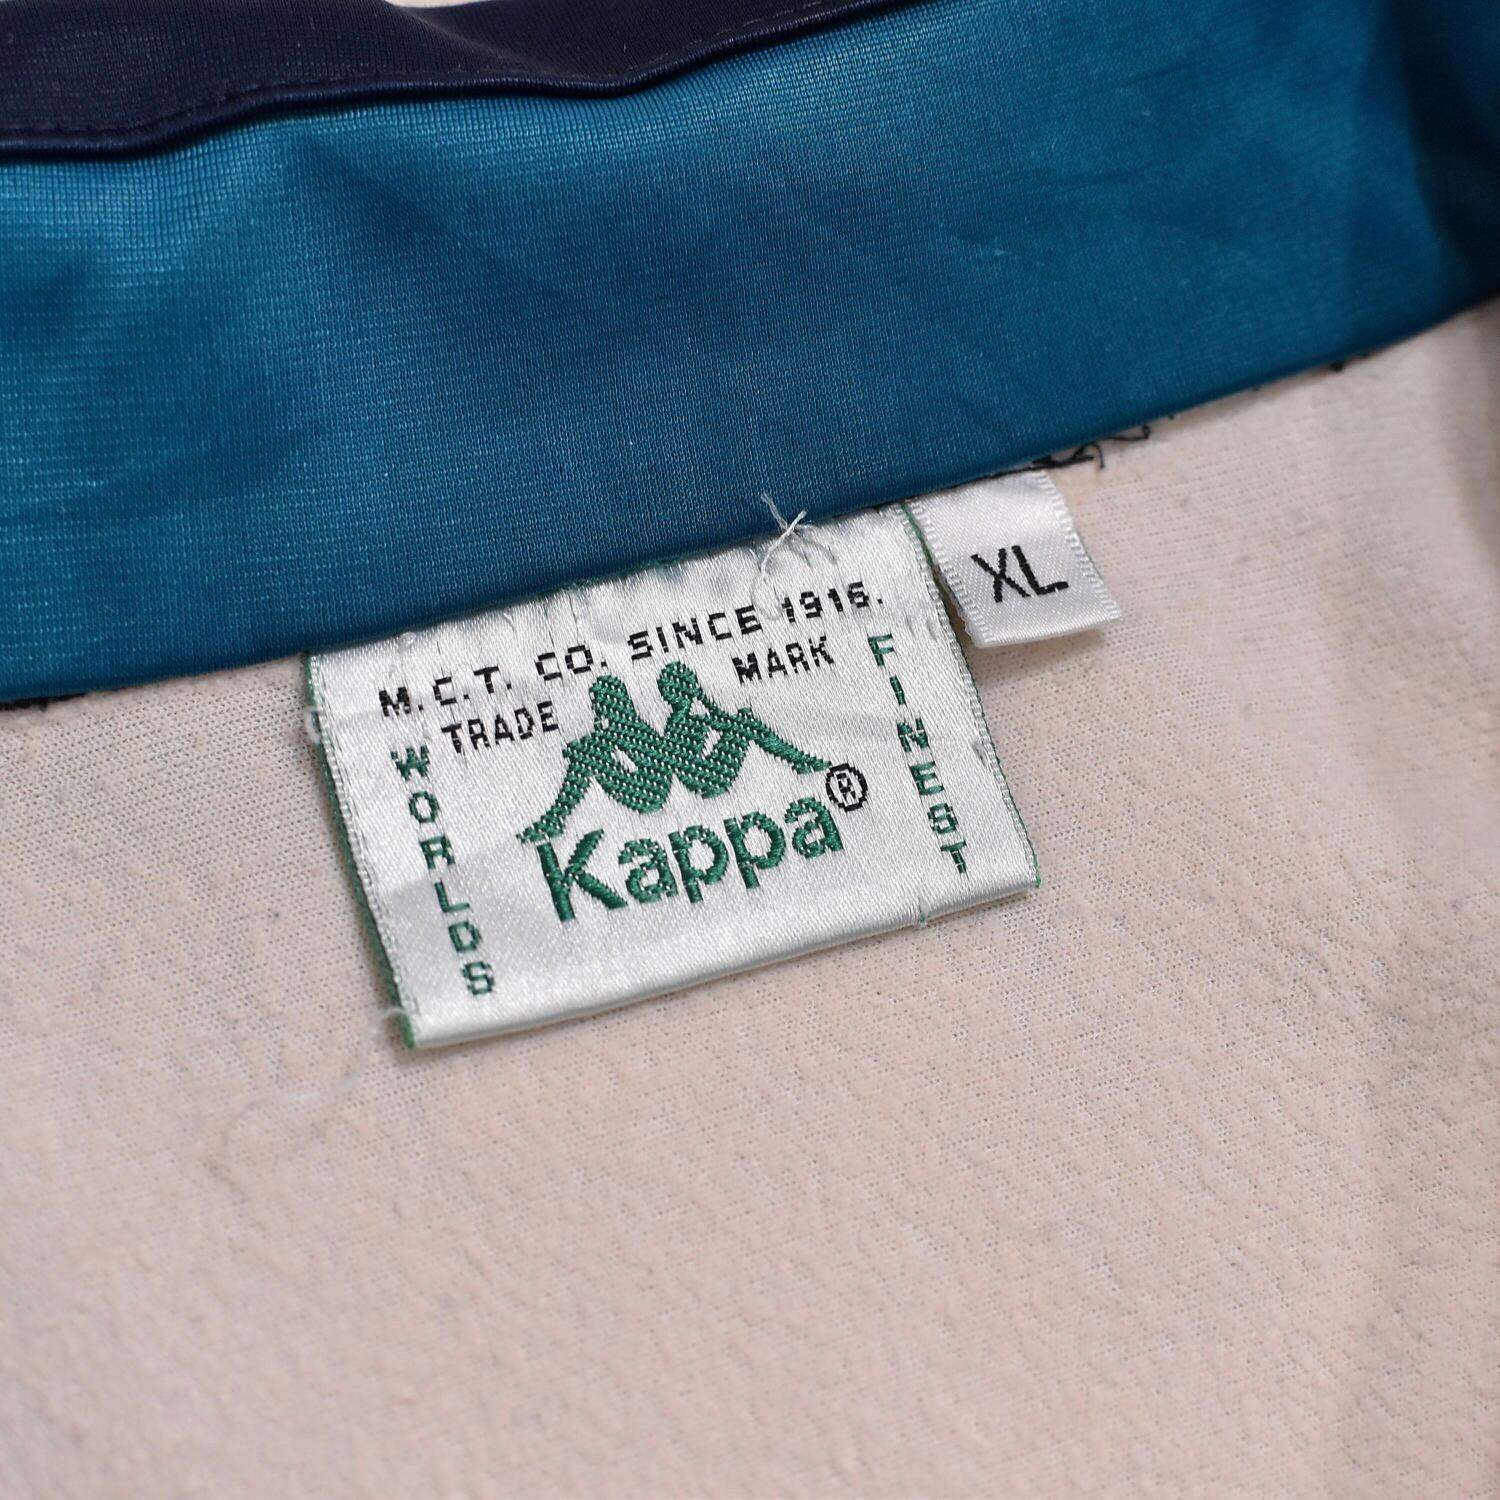 M.C.T. CO. SINCE 1916.
TRADE MARK
WORLDS
FINEST
Kappa®
XL